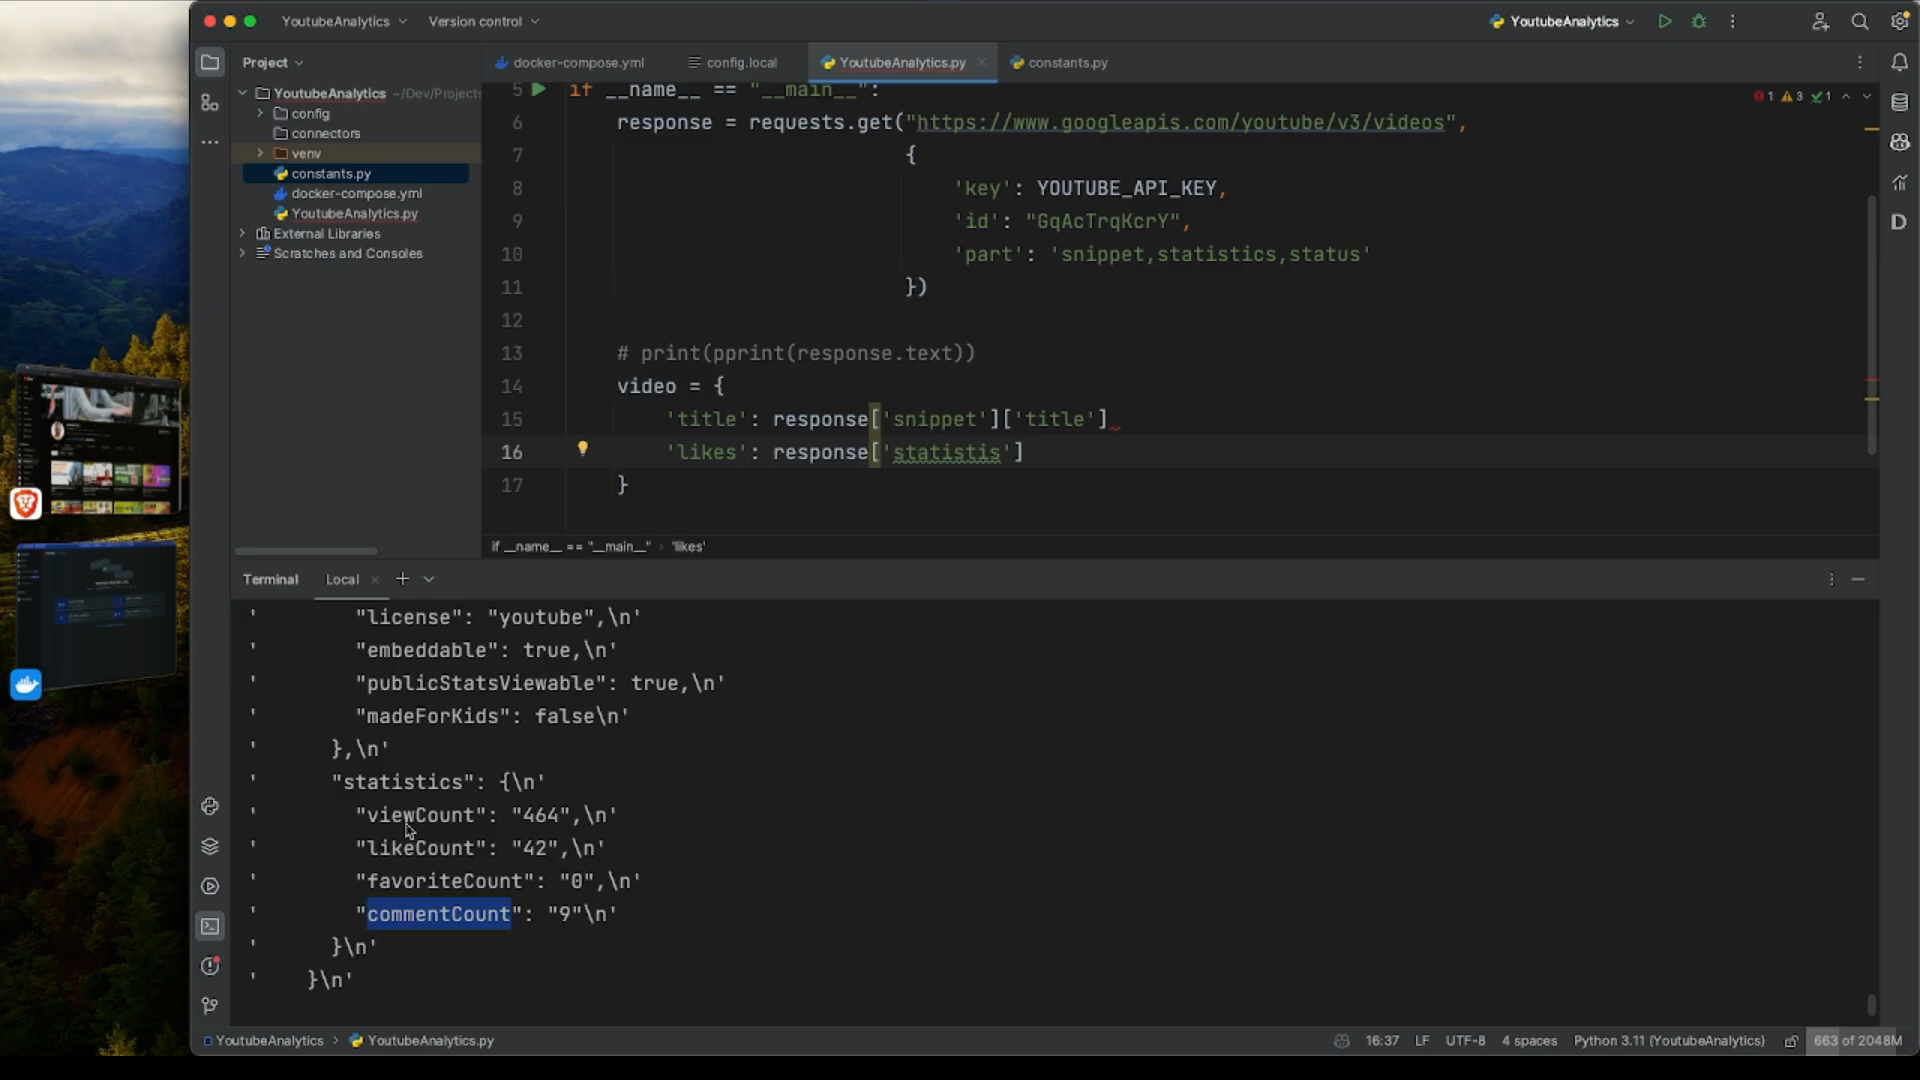 YoutubeAnalytics
Version control
YoutubeAnalytics
Project
docker-compose.yml
config.local
YoutubeAnalytics.py
constants.py
YoutubeAnalytics ~/Dev/Projects
config
connectors
venv
constants.py
docker-compose.yml
YoutubeAnalytics.py
External Libraries
Scratches and Consoles
1 3 1
5 if __name__ == "__main__":
6 response = requests.get("https://www.googleapis.com/youtube/v3/videos",
7 {
8 'key': YOUTUBE_API_KEY,
9 'id': "GqAcTrqKcrY",
10 'part': 'snippet,statistics,status'
11 })
12
13 # print(pprint(response.text))
14 video = {
15 'title': response['snippet']['title']
16 'likes': response['statistis']
17 }
if __name__ == "__main__" › 'likes'
Terminal
Local
' "license": "youtube",\n'
' "embeddable": true,\n'
' "publicStatsViewable": true,\n'
' "madeForKids": false\n'
' },\n'
' "statistics": {\n'
' "viewCount": "464",\n'
' "likeCount": "42",\n'
' "favoriteCount": "0",\n'
' "commentCount": "9"\n'
' }\n'
' }\n'
YoutubeAnalytics › YoutubeAnalytics.py
16:37 LF UTF-8 4 spaces Python 3.11 (YoutubeAnalytics) 663 of 2048M